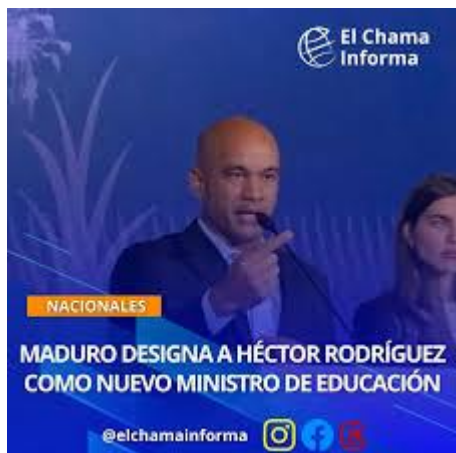 El Chama
Informa
NACIONALES
MADURO DESIGNA A HÉCTOR RODRÍGUEZ
COMO NUEVO MINISTRO DE EDUCACIÓN
@elchamainforma